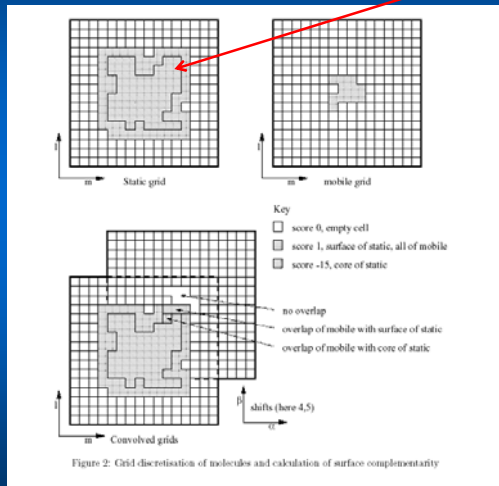 l
m
Static grid
l
m
mobile grid
Key
score 0, empty cell
score 1, surface of static, all of mobile
score -15, core of static
no overlap
overlap of mobile with surface of static
overlap of mobile with core of static
l
m
Convolved grids
β
α
shifts (here 4,5)
Figure 2: Grid discretisation of molecules and calculation of surface complementarity